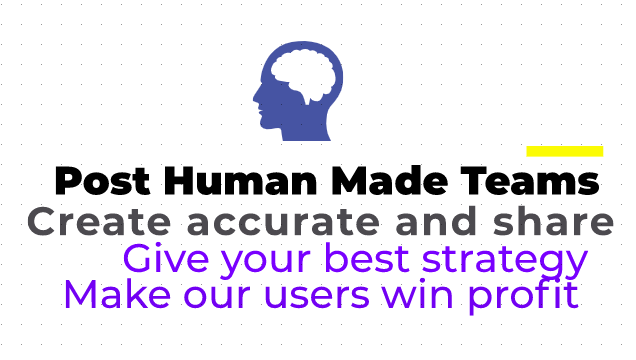 Post Human Made Teams
Create accurate and share
Give your best strategy
Make our users win profit